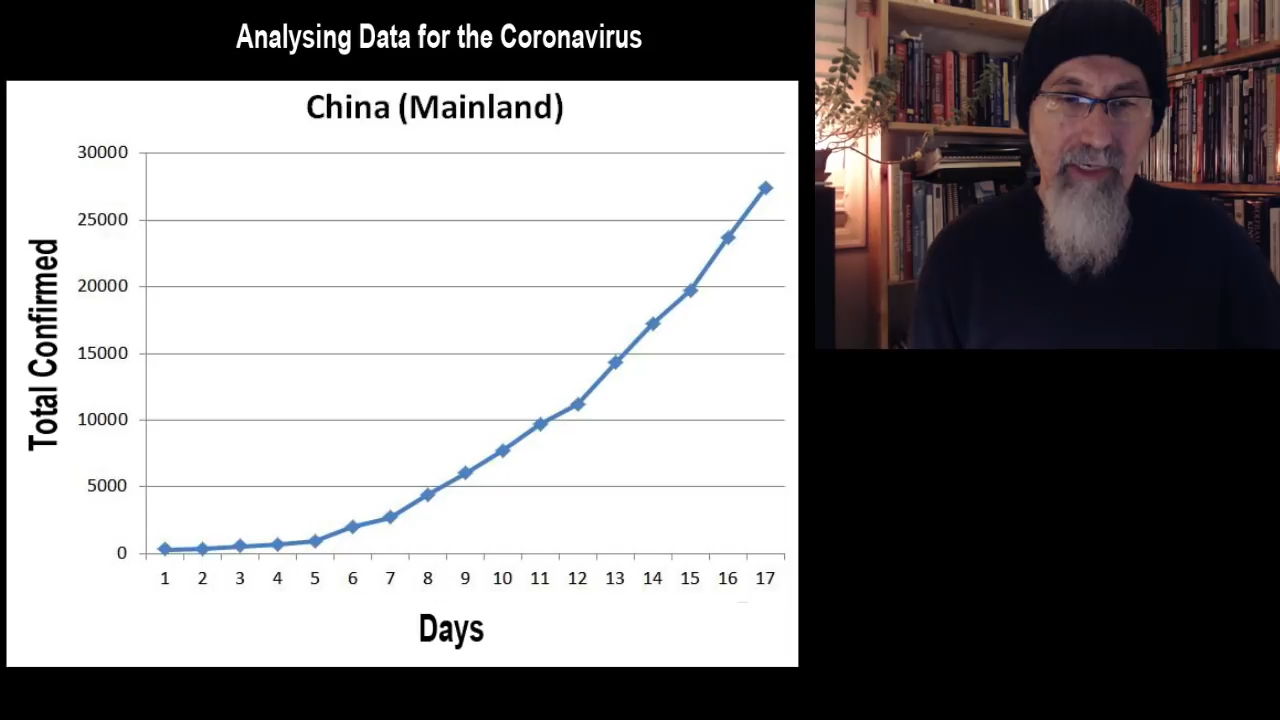 Analysing Data for the Coronavirus
China (Mainland)
30000
25000
20000
15000
10000
5000
0
Total Confirmed
1 2 3 4 5 6 7 8 9 10 11 12 13 14 15 16 17
Days